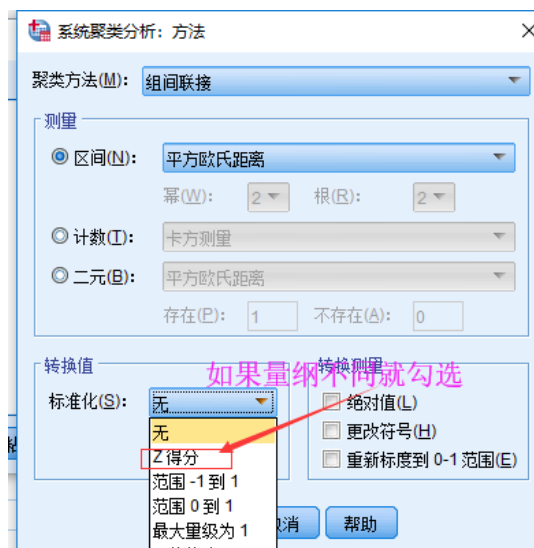 系统聚类分析：方法
聚类方法(M)： 组间联接
测量
区间(N)： 平方欧氏距离
幂(W)： 2 根(R)： 2
计数(T)： 卡方测量
二元(B)： 平方欧氏距离
存在(P)： 1 不存在(A)： 0
转换值 转换测量
如果量纲不同就勾选
标准化(S)： 无 绝对值(L)
无
Z 得分 更改符号(H)
范围 -1 到 1 重新标度到 0-1 范围(E)
范围 0 到 1
最大量级为 1 消 帮助